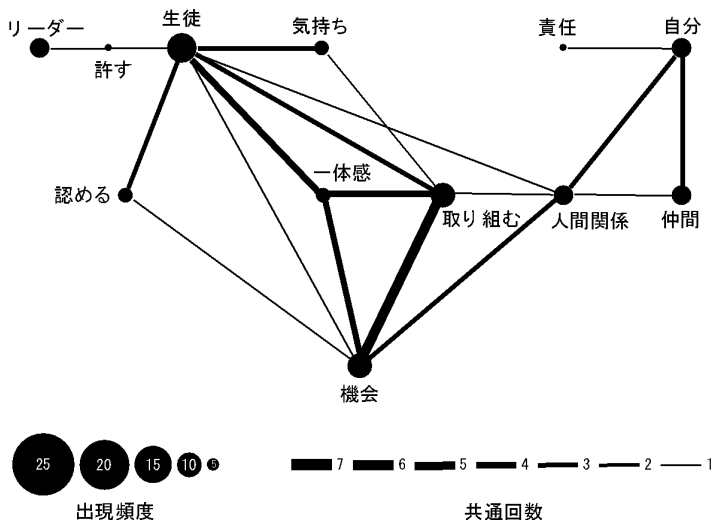 リーダー
許す
生徒
気持ち
責任
自分
認める
一体感
取り組む
人間関係
仲間
機会
25 20 15 10 5
出現頻度
7 6 5 4 3 2 1
共通回数